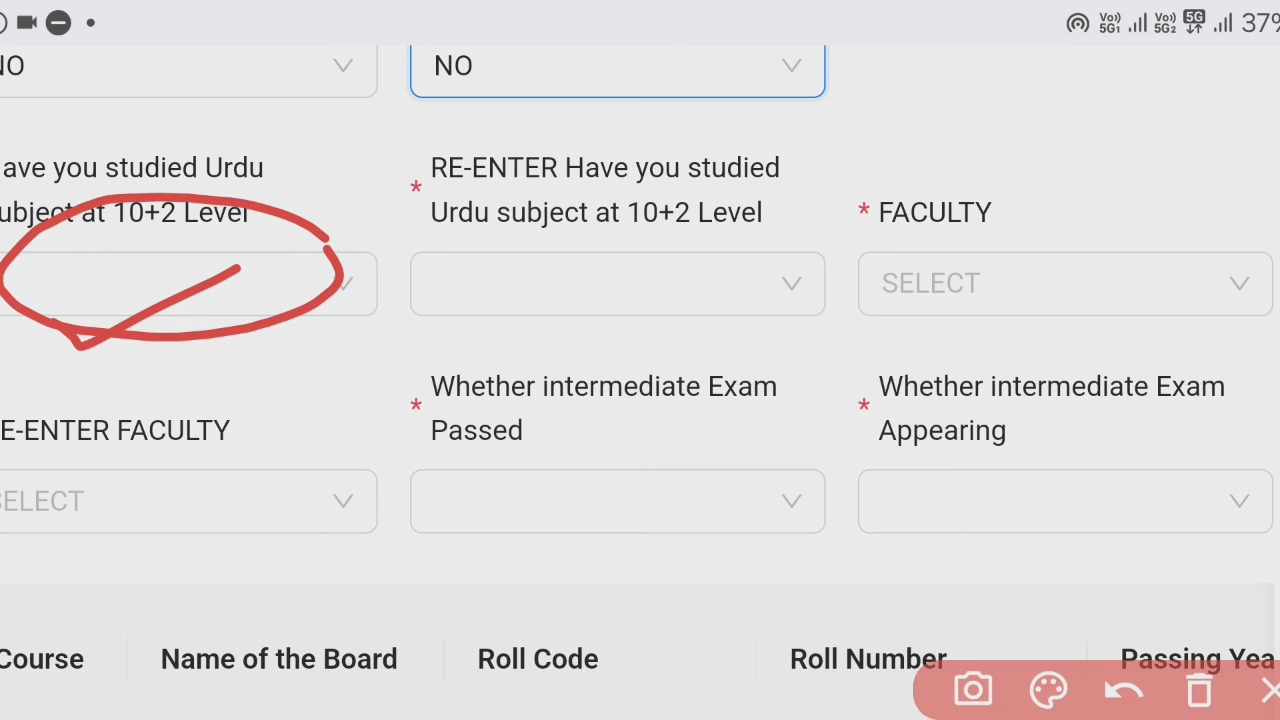 37%
NO
NO
ave you studied Urdu
ubject at 10+2 Level
RE-ENTER Have you studied
Urdu subject at 10+2 Level
* FACULTY
SELECT
E-ENTER FACULTY
SELECT
* Whether intermediate Exam
Passed
* Whether intermediate Exam
Appearing
Course
Name of the Board
Roll Code
Roll Number
Passing Yea